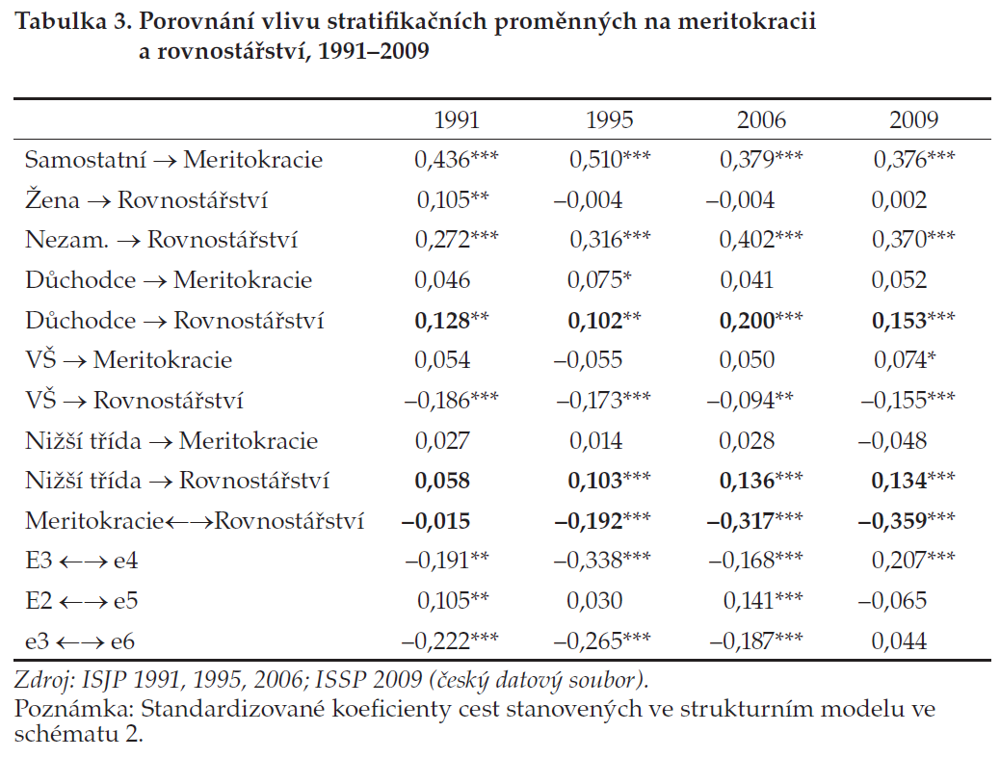 Tabulka 3. Porovnání vlivu stratifikačních proměnných na meritokracii
a rovnostářství, 1991–2009
1991 1995 2006 2009
Samostatní → Meritokracie 0,436*** 0,510*** 0,379*** 0,376***
Žena → Rovnostářství 0,105** –0,004 –0,004 0,002
Nezam. → Rovnostářství 0,272*** 0,316*** 0,402*** 0,370***
Důchodce → Meritokracie 0,046 0,075* 0,041 0,052
Důchodce → Rovnostářství 0,128** 0,102** 0,200*** 0,153***
VŠ → Meritokracie 0,054 –0,055 0,050 0,074*
VŠ → Rovnostářství –0,186*** –0,173*** –0,094** –0,155***
Nižší třída → Meritokracie 0,027 0,014 0,028 –0,048
Nižší třída → Rovnostářství 0,058 0,103*** 0,136*** 0,134***
Meritokracie←→Rovnostářství –0,015 –0,192*** –0,317*** –0,359***
E3 ←→ e4 –0,191** –0,338*** –0,168*** 0,207***
E2 ←→ e5 0,105** 0,030 0,141*** –0,065
e3 ←→ e6 –0,222*** –0,265*** –0,187*** 0,044
Zdroj: ISJP 1991, 1995, 2006; ISSP 2009 (český datový soubor).
Poznámka: Standardizované koeficienty cest stanovených ve strukturním modelu ve
schématu 2.